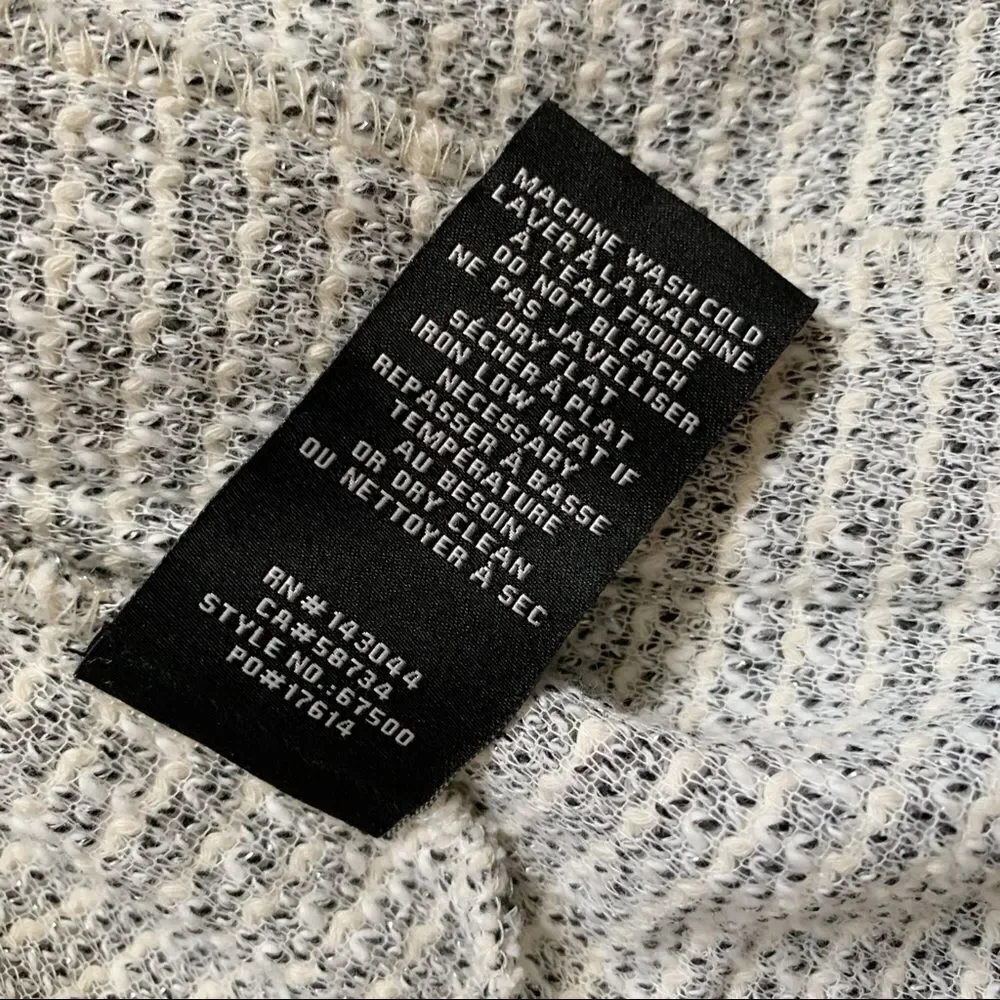 MACHINE WASH COLD
LAVER À LA MACHINE
À L'EAU FROIDE
DO NOT BLEACH
NE PAS JAVELLISER
DRY FLAT
SÉCHER À PLAT
IRON LOW HEAT IF
NECESSARY
REPASSER À BASSE
TEMPÉRATURE
AU BESOIN
OR DRY CLEAN
OU NETTOYER À SEC
RN#143044
CA#58734
STYLE NO.:67500
PO#17614